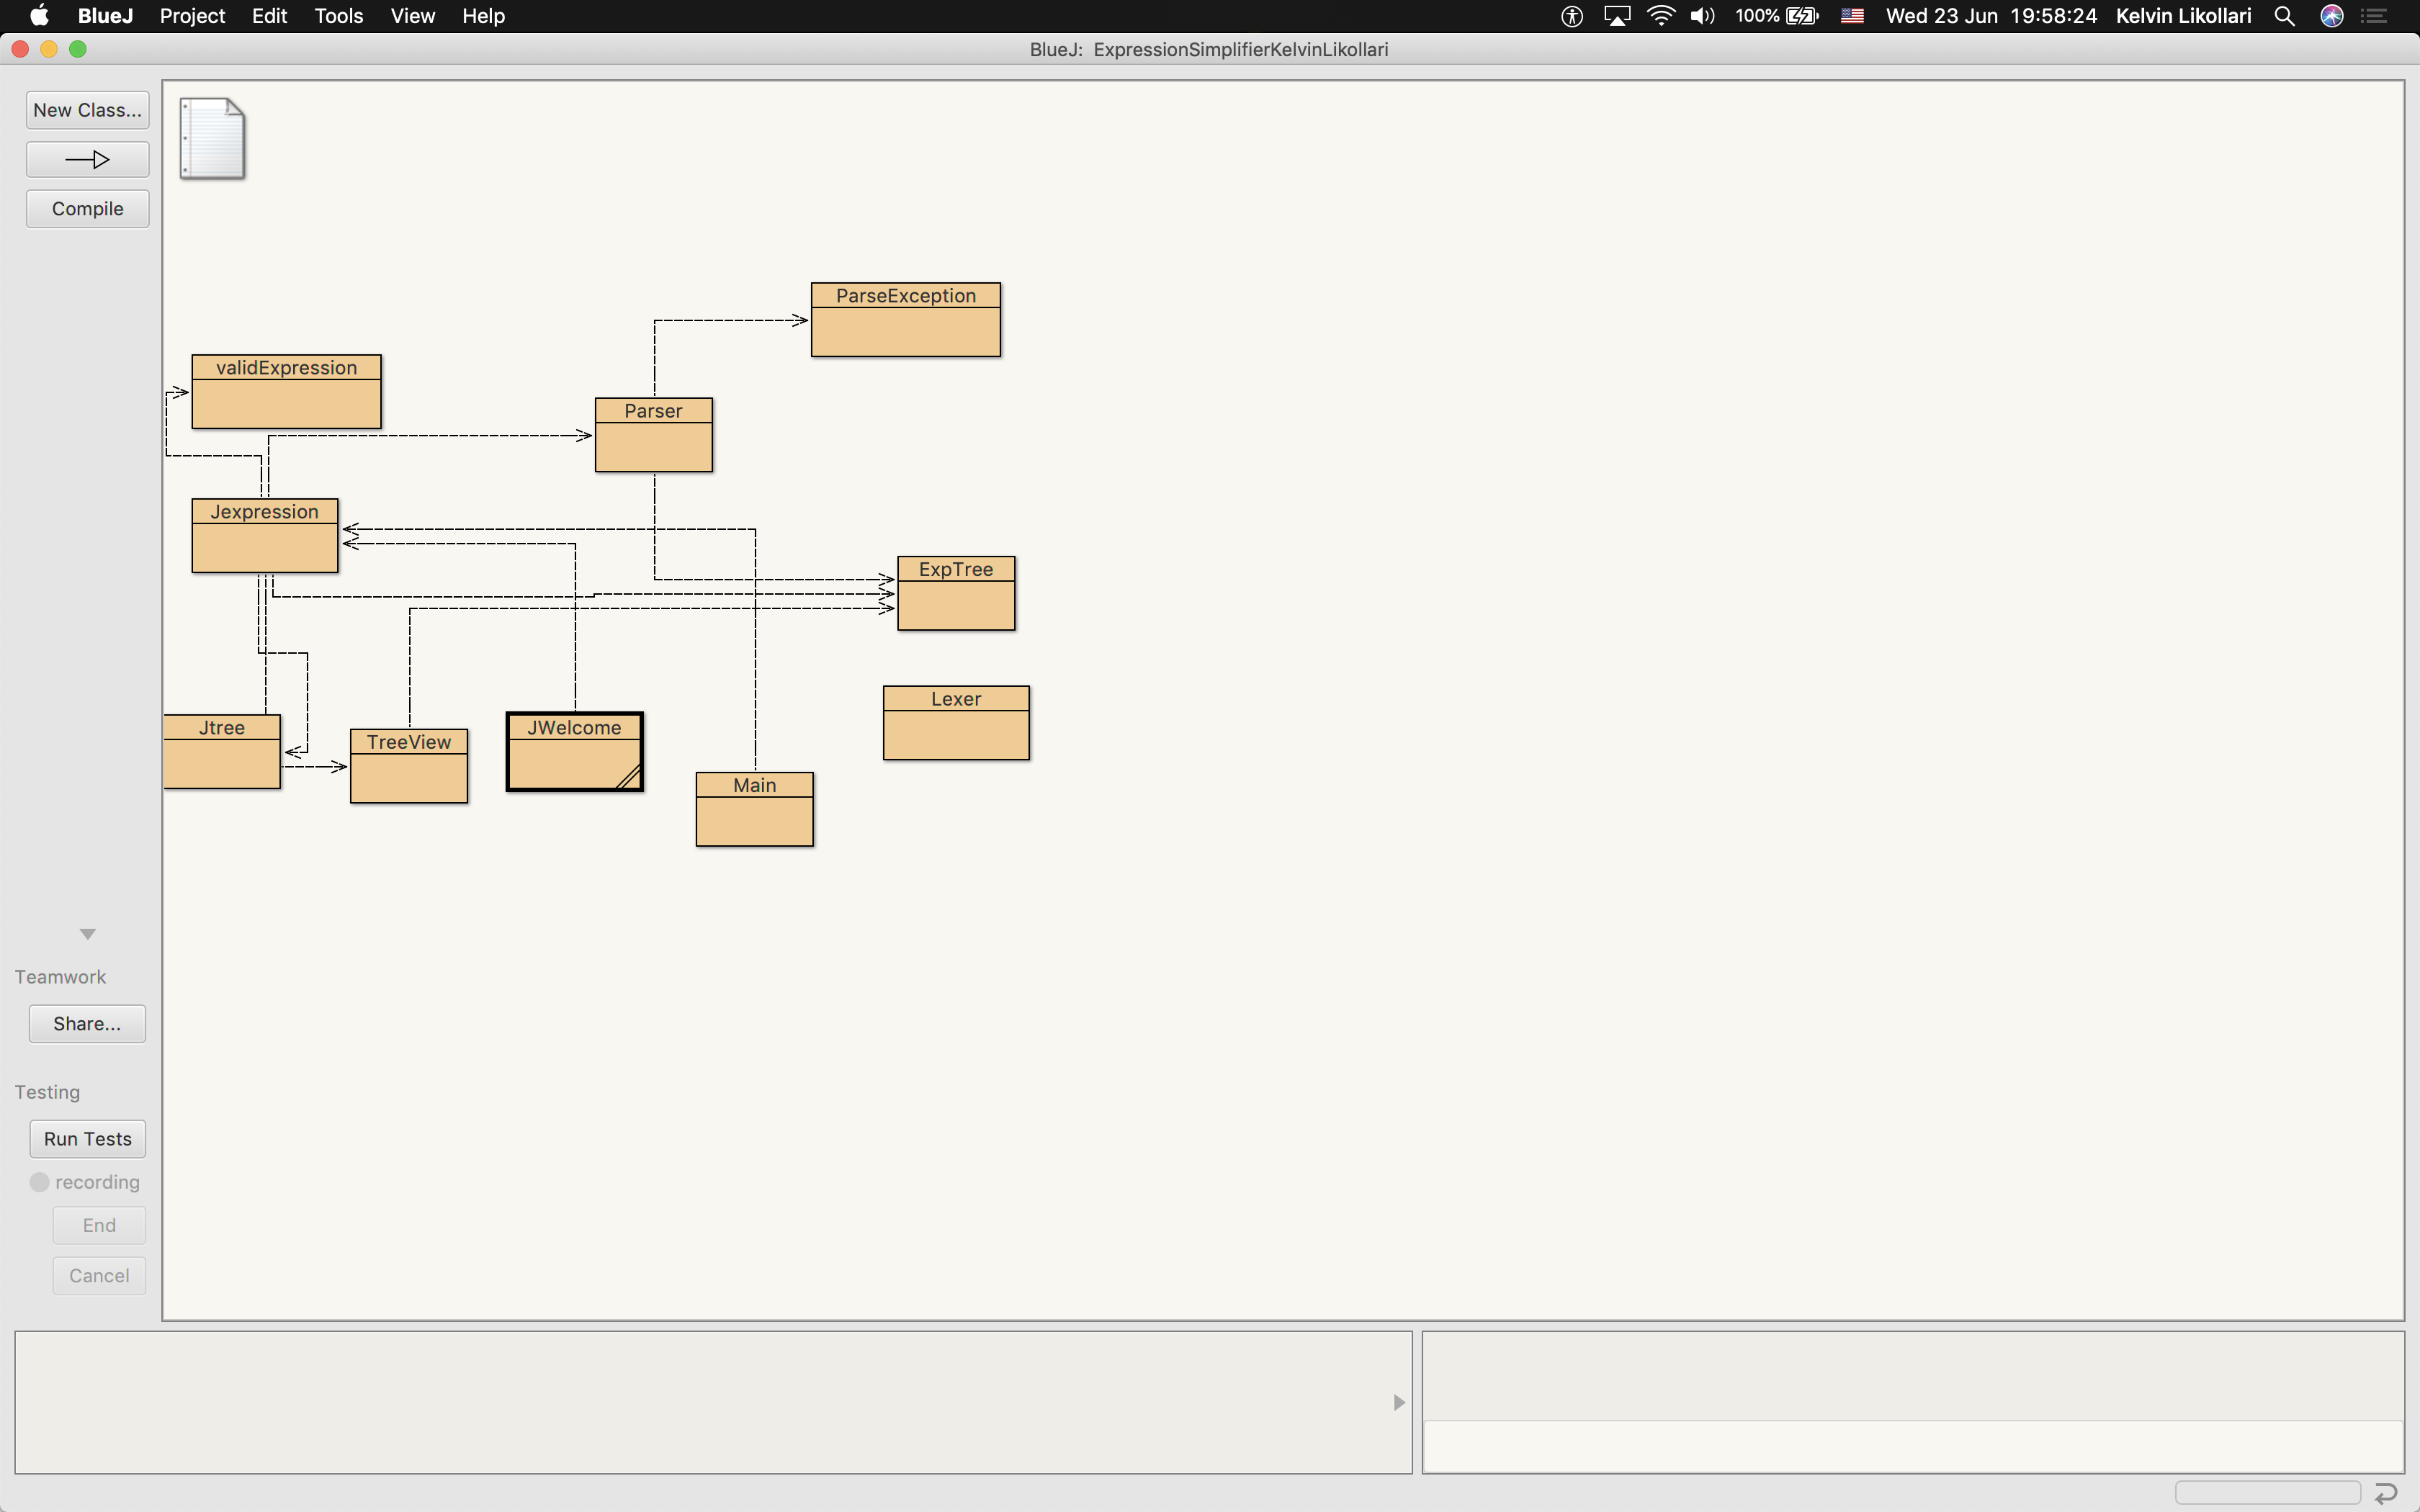 BlueJ Project Edit Tools View Help 100% Wed 23 Jun 19:58:24 Kelvin Likollari
BlueJ: ExpressionSimplifierKelvinLikollari
New Class...
Compile
ParseException
validExpression
Parser
Jexpression
ExpTree
Lexer
Jtree
TreeView
JWelcome
Main
Teamwork
Share...
Testing
Run Tests
recording
End
Cancel